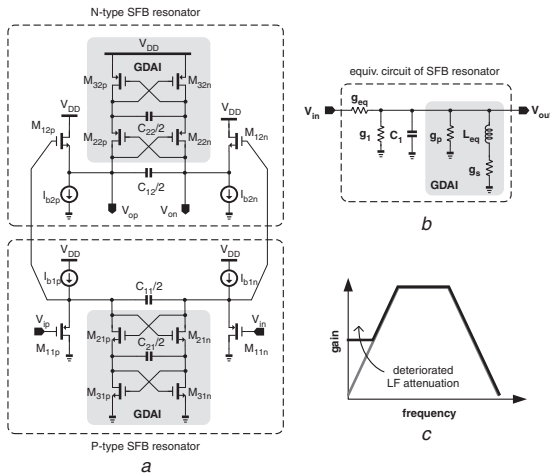 N-type SFB resonator
V_DD
GDAI
M_32p
M_32n
V_DD
V_DD
M_12p
C_22/2
M_12n
M_22p
M_22n
C_12/2
I_b2p
I_b2n
V_op
V_on
V_DD
V_DD
I_b1p
C_11/2
I_b1n
V_ip
V_in
M_21p
M_21n
M_11p
C_21/2
M_11n
M_31p
M_31n
GDAI
P-type SFB resonator
a
equiv. circuit of SFB resonator
V_in
g_eq
V_out
g_1
C_1
g_p
L_eq
g_s
GDAI
b
gain
deteriorated
LF attenuation
frequency
c